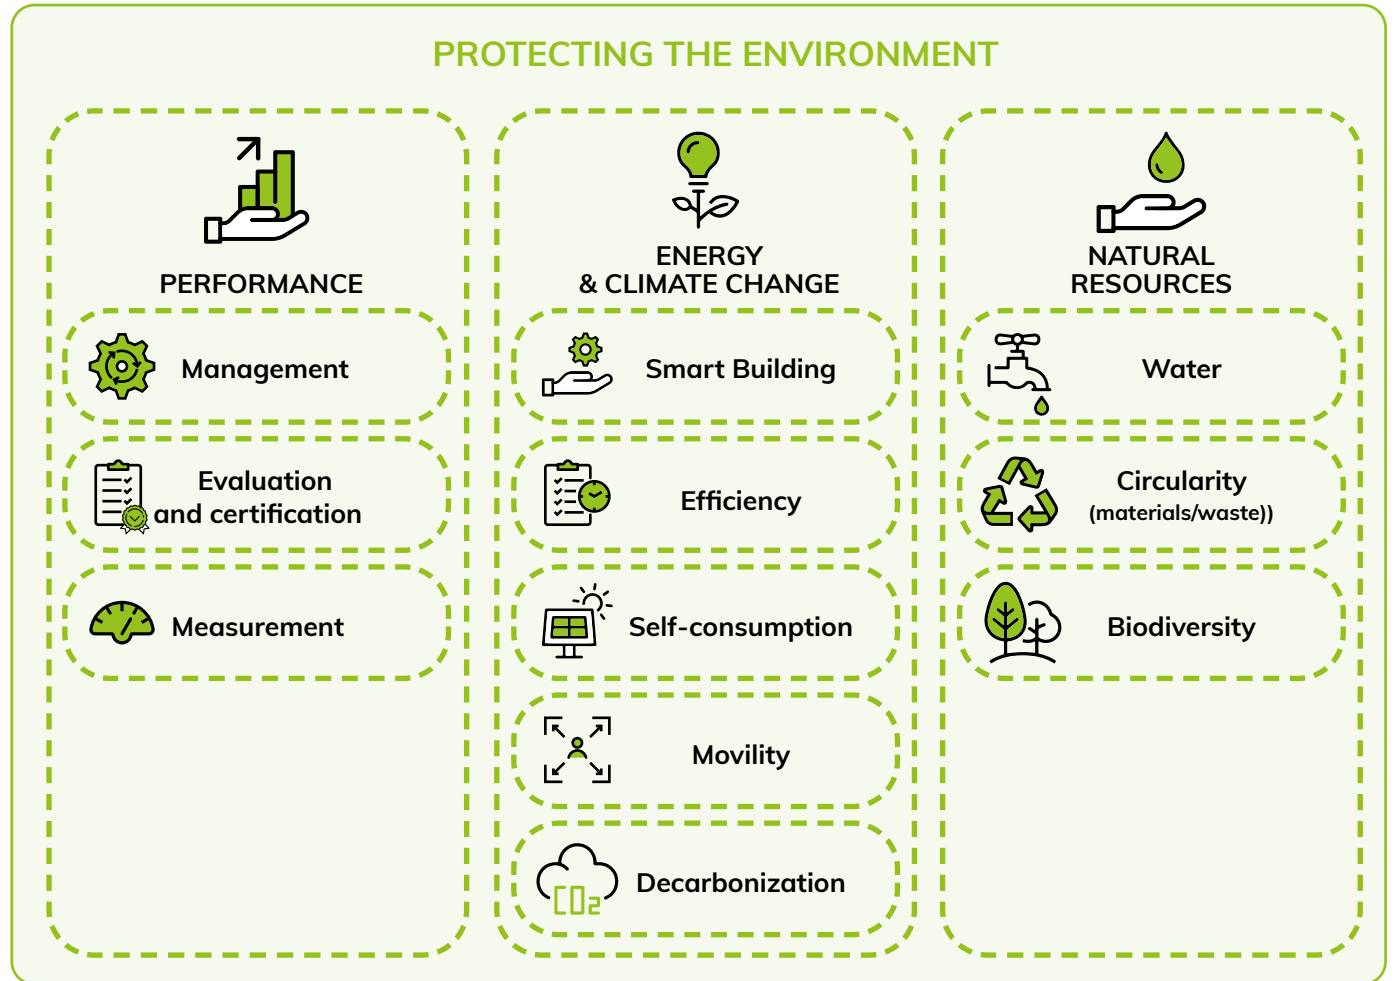 PROTECTING THE ENVIRONMENT
PERFORMANCE
Management
Evaluation
and certification
Measurement
ENERGY
& CLIMATE CHANGE
Smart Building
Efficiency
Self-consumption
Movility
Decarbonization
CO2
NATURAL
RESOURCES
Water
Circularity
(materials/waste))
Biodiversity